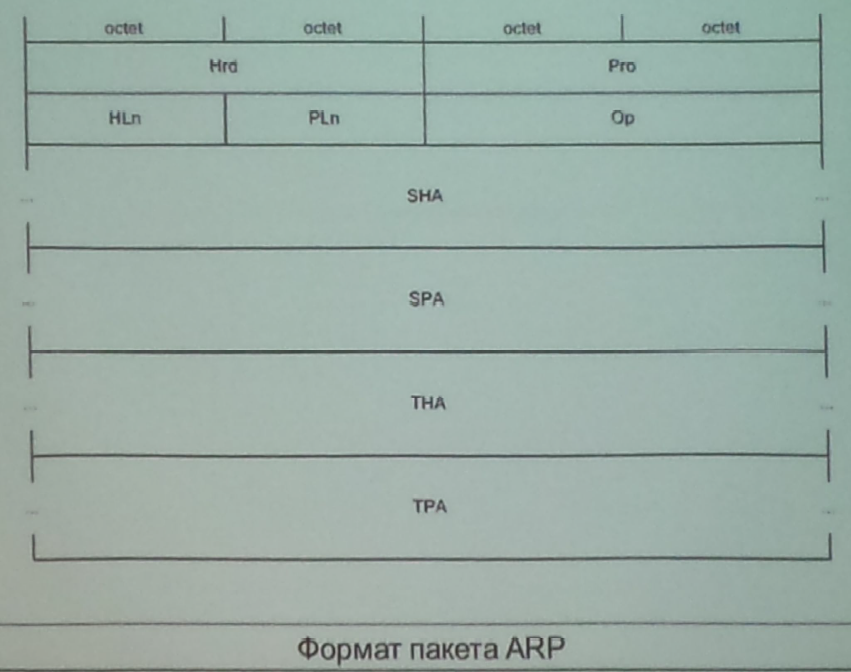 octet octet octet octet
Hrd Pro
HLn PLn Op
... SHA ...
... SPA ...
... THA ...
... TPA ...
Формат пакета ARP